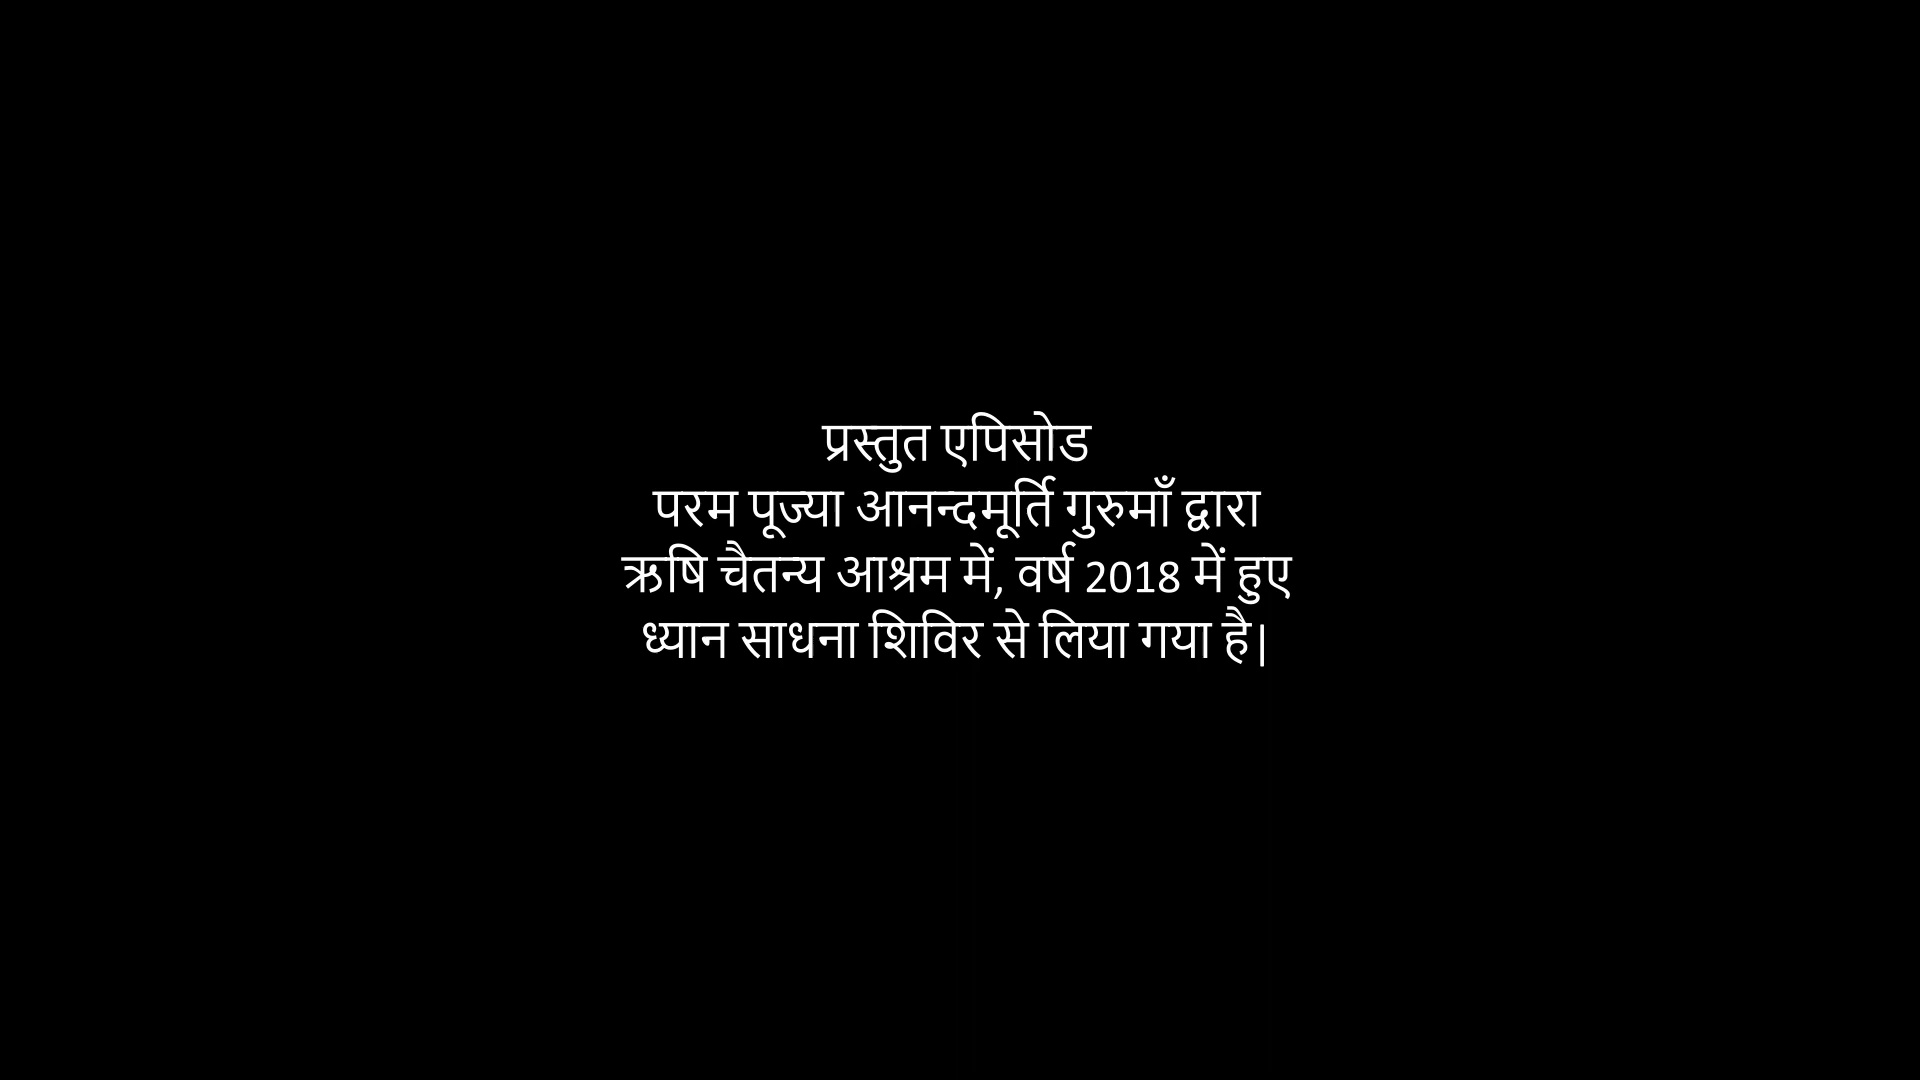 प्रस्तुत एपिसोड
परम पूज्या आनन्दमूर्ति गुरुमाँ द्वारा
ऋषि चैतन्य आश्रम में, वर्ष 2018 में हुए
ध्यान साधना शिविर से लिया गया है|